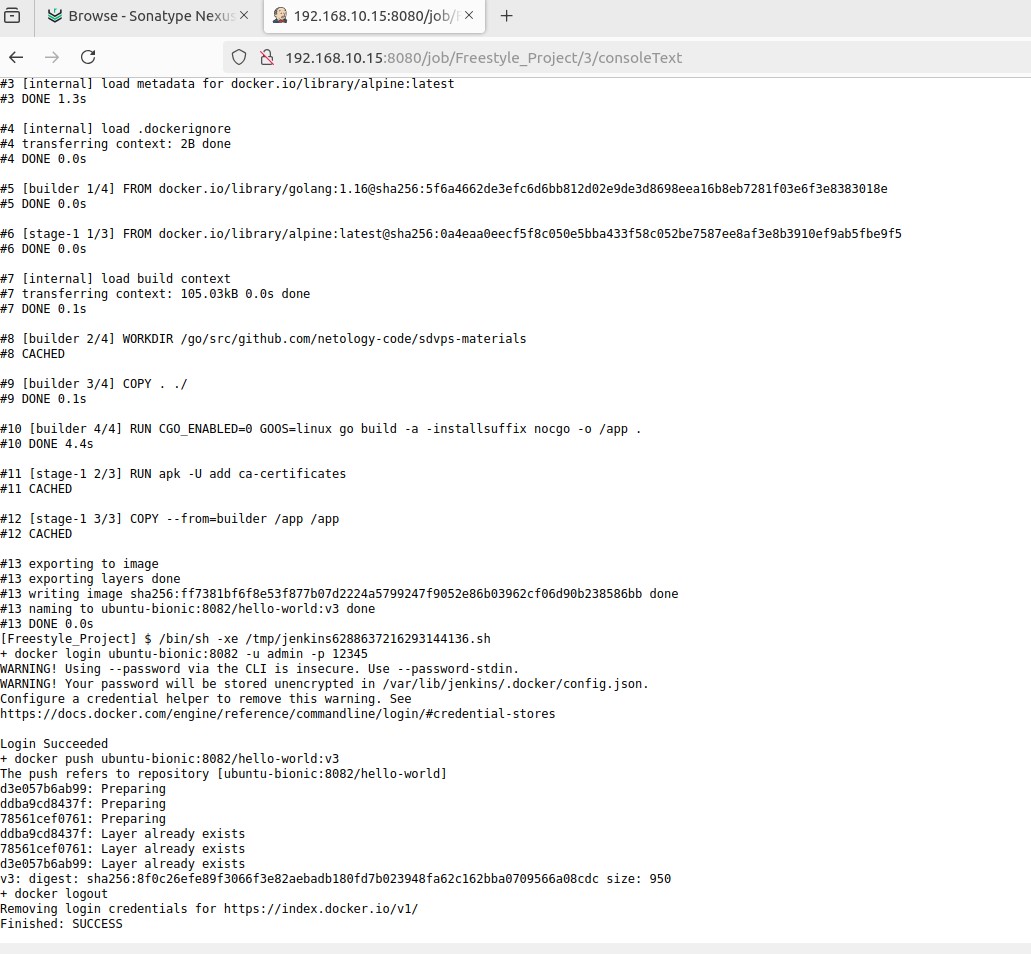 Browse - Sonatype Nexus
192.168.10.15:8080/job/F
192.168.10.15:8080/job/Freestyle_Project/3/consoleText
#3 [internal] load metadata for docker.io/library/alpine:latest
#3 DONE 1.3s

#4 [internal] load .dockerignore
#4 transferring context: 2B done
#4 DONE 0.0s

#5 [builder 1/4] FROM docker.io/library/golang:1.16@sha256:5f6a4662de3efc6d6bb812d02e9de3d8698eea16b8eb7281f03e6f3e8383018e
#5 DONE 0.0s

#6 [stage-1 1/3] FROM docker.io/library/alpine:latest@sha256:0a4eaa0eecf5f8c050e5bba433f58c052be7587ee8af3e8b3910ef9ab5fbe9f5
#6 DONE 0.0s

#7 [internal] load build context
#7 transferring context: 105.03kB 0.0s done
#7 DONE 0.1s

#8 [builder 2/4] WORKDIR /go/src/github.com/netology-code/sdvps-materials
#8 CACHED

#9 [builder 3/4] COPY . ./
#9 DONE 0.1s

#10 [builder 4/4] RUN CGO_ENABLED=0 GOOS=linux go build -a -installsuffix nocgo -o /app .
#10 DONE 4.4s

#11 [stage-1 2/3] RUN apk -U add ca-certificates
#11 CACHED

#12 [stage-1 3/3] COPY --from=builder /app /app
#12 CACHED

#13 exporting to image
#13 exporting layers done
#13 writing image sha256:ff7381bf6f8e53f877b07d2224a5799247f9052e86b03962cf06d90b238586bb done
#13 naming to ubuntu-bionic:8082/hello-world:v3 done
#13 DONE 0.0s
[Freestyle_Project] $ /bin/sh -xe /tmp/jenkins6288637216293144136.sh
+ docker login ubuntu-bionic:8082 -u admin -p 12345
WARNING! Using --password via the CLI is insecure. Use --password-stdin.
WARNING! Your password will be stored unencrypted in /var/lib/jenkins/.docker/config.json.
Configure a credential helper to remove this warning. See
https://docs.docker.com/engine/reference/commandline/login/#credential-stores

Login Succeeded
+ docker push ubuntu-bionic:8082/hello-world:v3
The push refers to repository [ubuntu-bionic:8082/hello-world]
d3e057b6ab99: Preparing
ddba9cd8437f: Preparing
78561cef0761: Preparing
ddba9cd8437f: Layer already exists
78561cef0761: Layer already exists
d3e057b6ab99: Layer already exists
v3: digest: sha256:8f0c26efe89f3066f3e82aebadb180fd7b023948fa62c162bba0709566a08cdc size: 950
+ docker logout
Removing login credentials for https://index.docker.io/v1/
Finished: SUCCESS